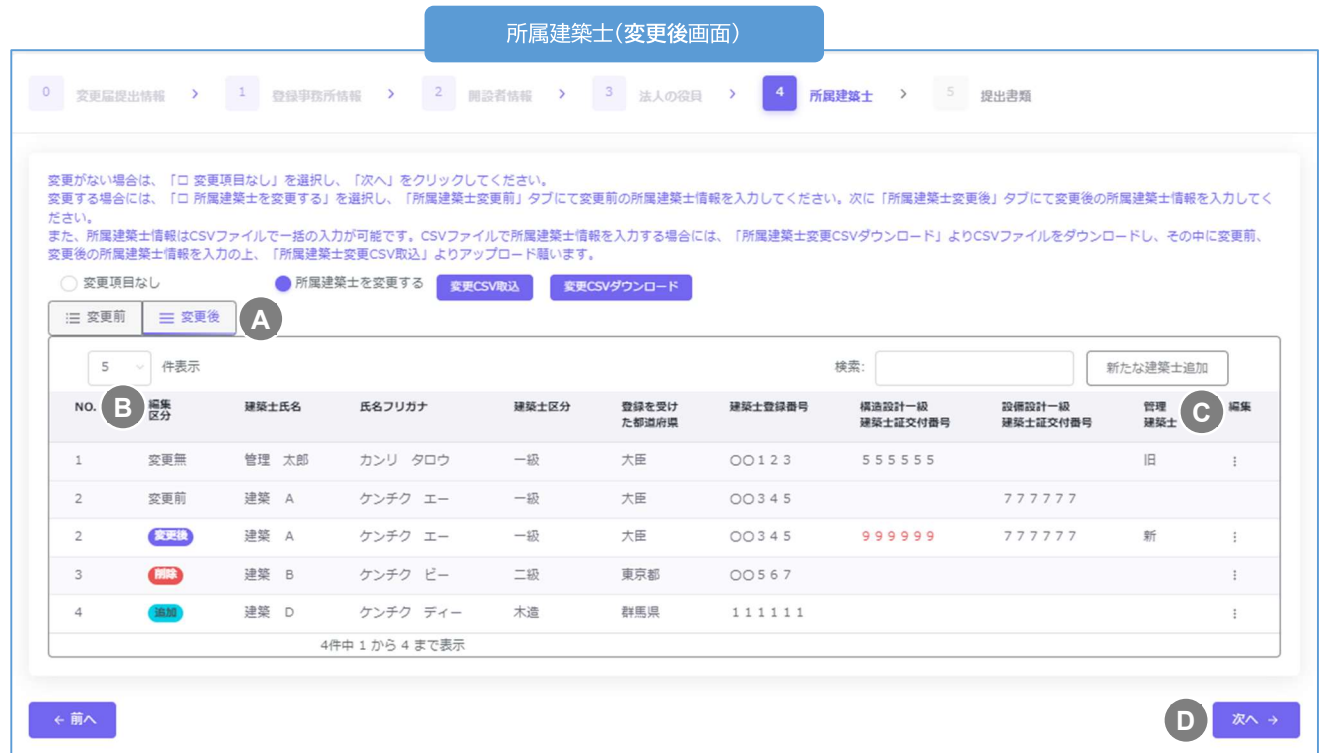 所属建築士(変更後画面)
0 変更届提出情報 > 1 登録事務所情報 > 2 開設者情報 > 3 法人の役員 > 4 所属建築士 > 5 提出書類
変更がない場合は、「□ 変更項目なし」を選択し、「次へ」をクリックしてください。
変更する場合には、「□ 所属建築士を変更する」を選択し、「所属建築士変更前」タブにて変更前の所属建築士情報を入力してください。次に「所属建築士変更後」タブにて変更後の所属建築士情報を入力してく
ださい。
また、所属建築士情報はCSVファイルで一括の入力が可能です。CSVファイルで所属建築士情報を入力する場合には、「所属建築士変更CSVダウンロード」よりCSVファイルをダウンロードし、その中に変更前、
変更後の所属建築士情報を入力の上、「所属建築士変更CSV取込」よりアップロード願います。
変更項目なし 所属建築士を変更する 変更CSV取込 変更CSVダウンロード
変更前 変更後 A
5 件表示 検索: 新たな建築士追加
NO. B 編集区分 建築士氏名 氏名フリガナ 建築士区分 登録を受けた都道府県 建築士登録番号 構造設計一級建築士証交付番号 設備設計一級建築士証交付番号 管理建築士 C 編集
1 変更無 管理 太郎 カンリ タロウ 一級 大臣 〇〇123 555555 旧 ⋮
2 変更前 建築 A ケンチク エー 一級 大臣 〇〇345 777777
2 変更後 建築 A ケンチク エー 一級 大臣 〇〇345 999999 777777 新 ⋮
3 削除 建築 B ケンチク ビー 二級 東京都 〇〇567 ⋮
4 追加 建築 D ケンチク ディー 木造 群馬県 111111 ⋮
4件中 1 から 4 まで表示
← 前へ D 次へ →